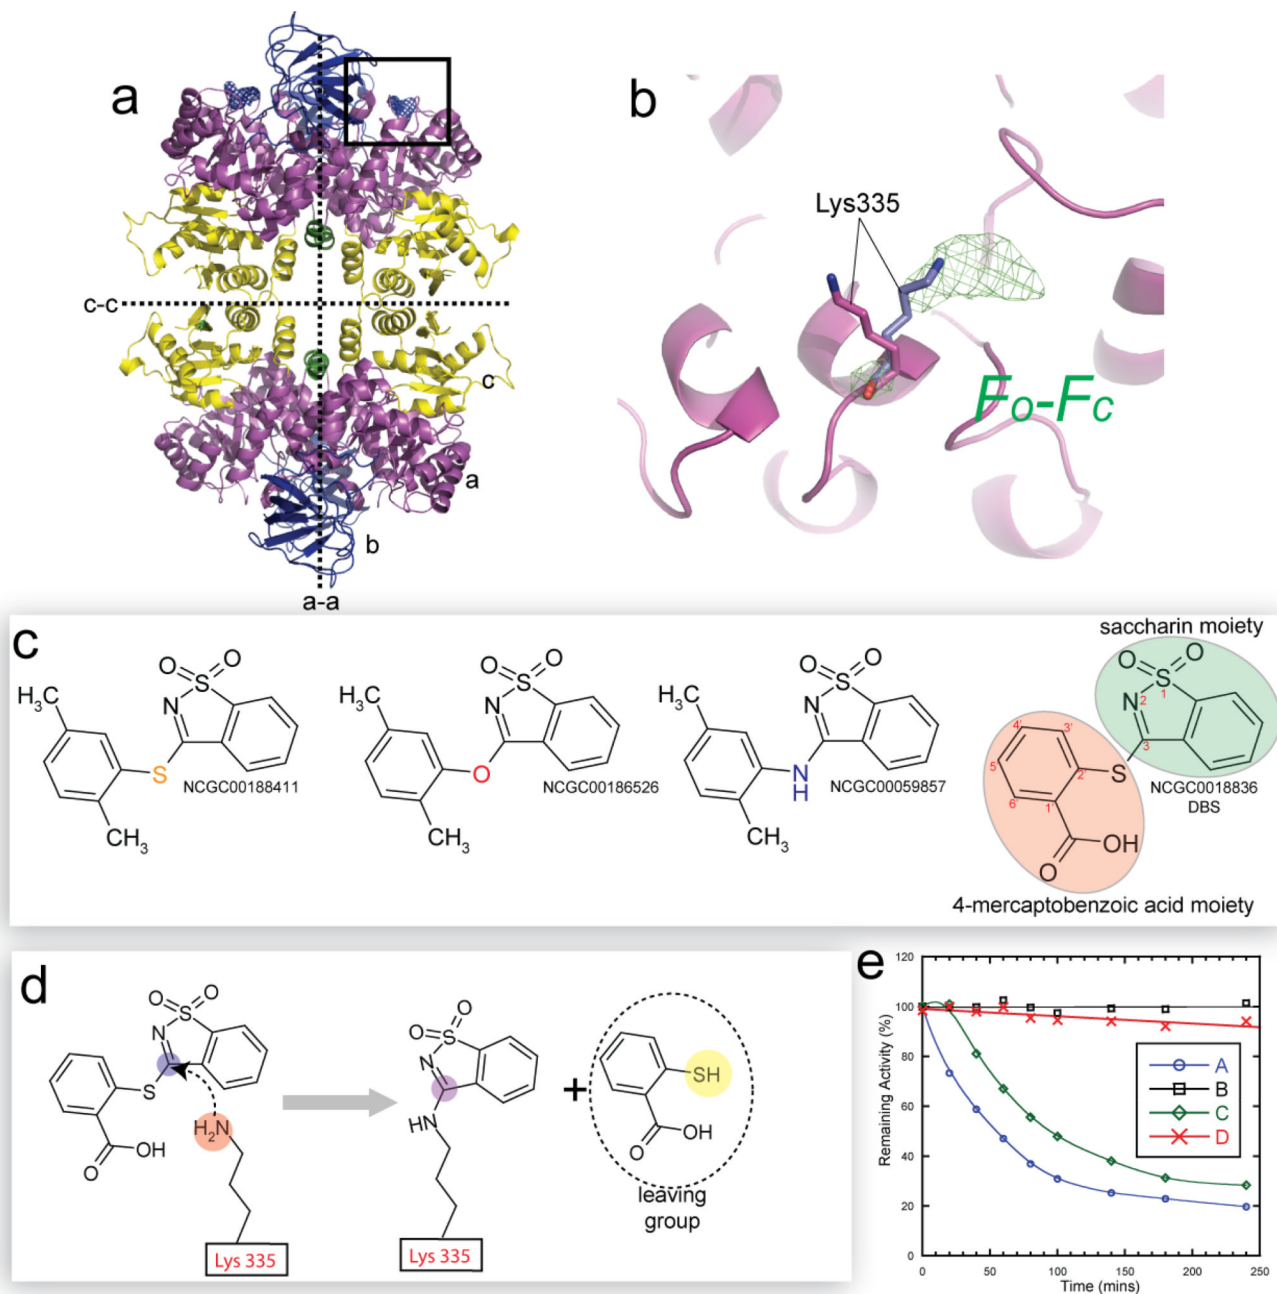 a
c-c
c
a
b
a-a
b
Lys335
Fo-Fc
c
H₃C
O
O
S
N
S
CH₃
NCGC00188411
H₃C
O
O
S
N
O
CH₃
NCGC00186526
H₃C
O
O
S
N
N
H
CH₃
NCGC00059857
saccharin moiety
O
O
S
1
N
2
3
4'
3'
5'
2'
6'
1'
S
O
OH
NCGC0018836
DBS
4-mercaptobenzoic acid moiety
d
O
O
S
N
S
H₂N
OH
O
Lys 335
O
O
S
N
HN
Lys 335
+
SH
OH
O
leaving
group
e
Remaining Activity (%)
120
100
80
60
40
20
0
A
B
C
D
0
50
100
150
200
250
Time (mins)